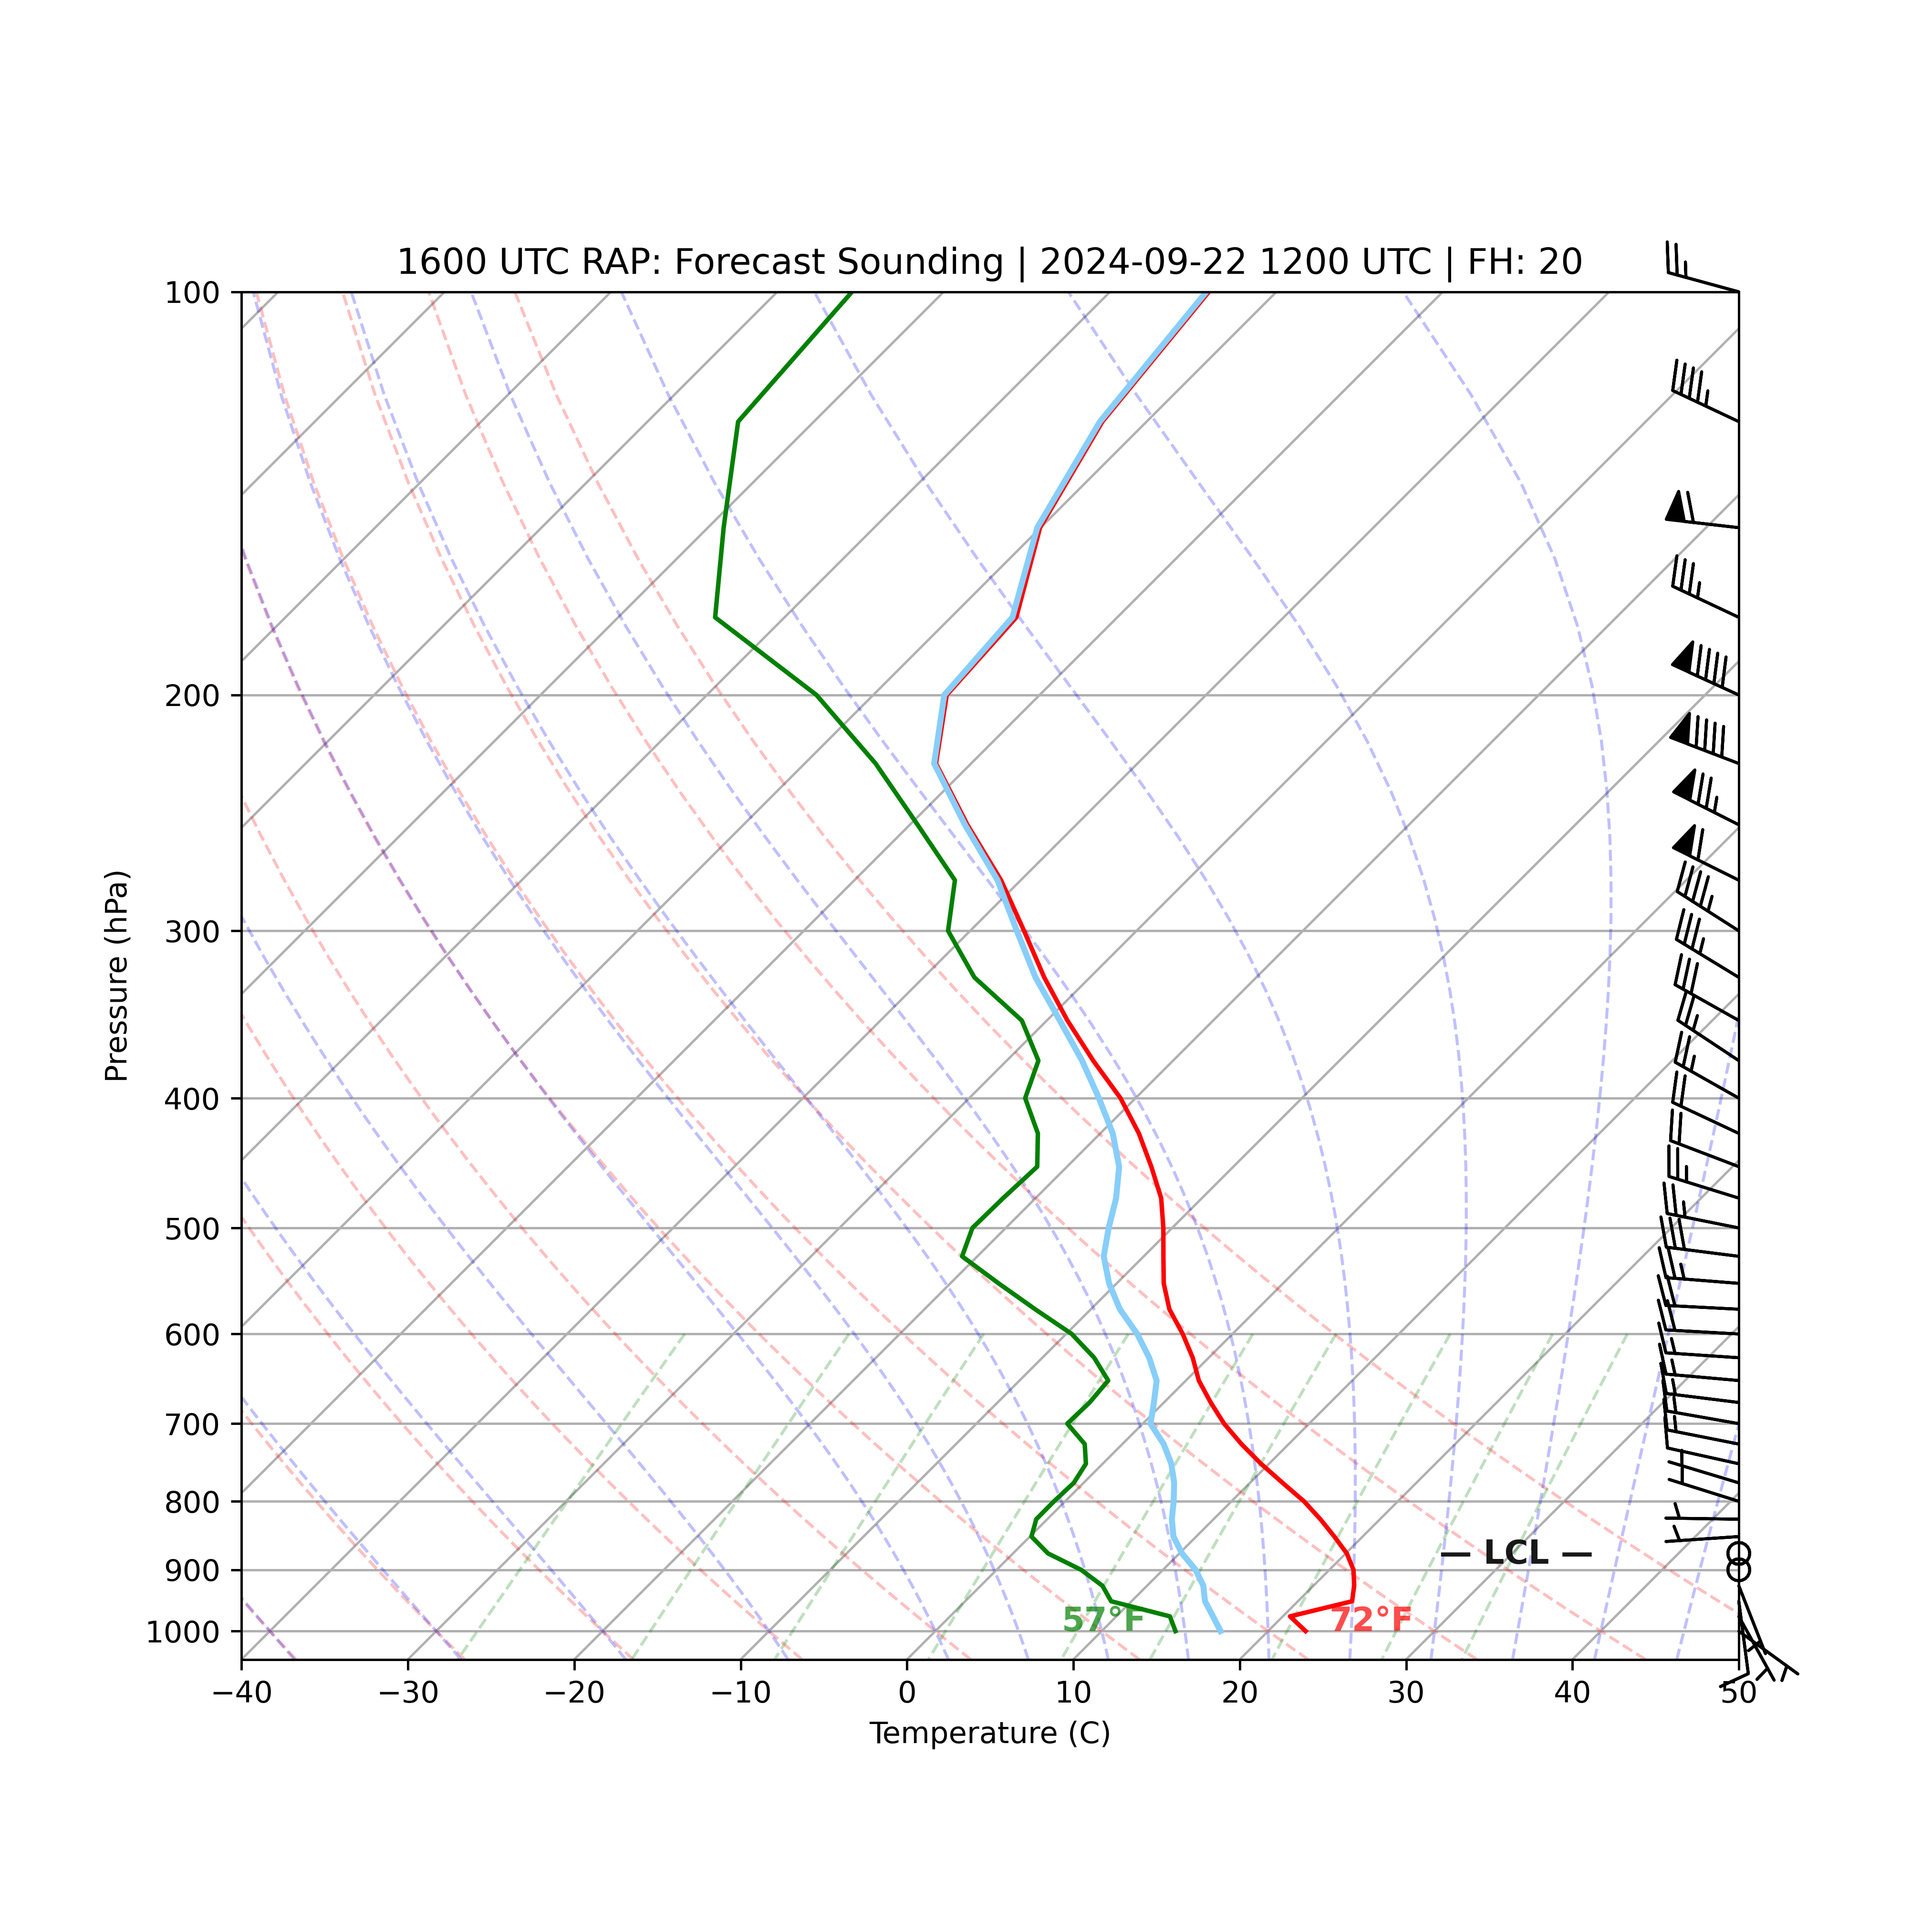 1600 UTC RAP: Forecast Sounding | 2024-09-22 1200 UTC | FH: 20
100
200
300
400
500
600
700
800
900
1000
Pressure (hPa)
— LCL —
57°F
72°F
−40 −30 −20 −10 0 10 20 30 40 50
Temperature (C)